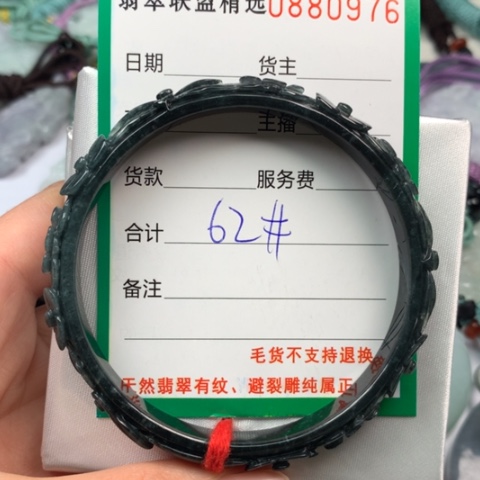 翡翠联盟精选0880976
日期 货主
主播
货款 服务费
合计 62#
备注
毛货不支持退换
天然翡翠有纹、避裂雕纯属正